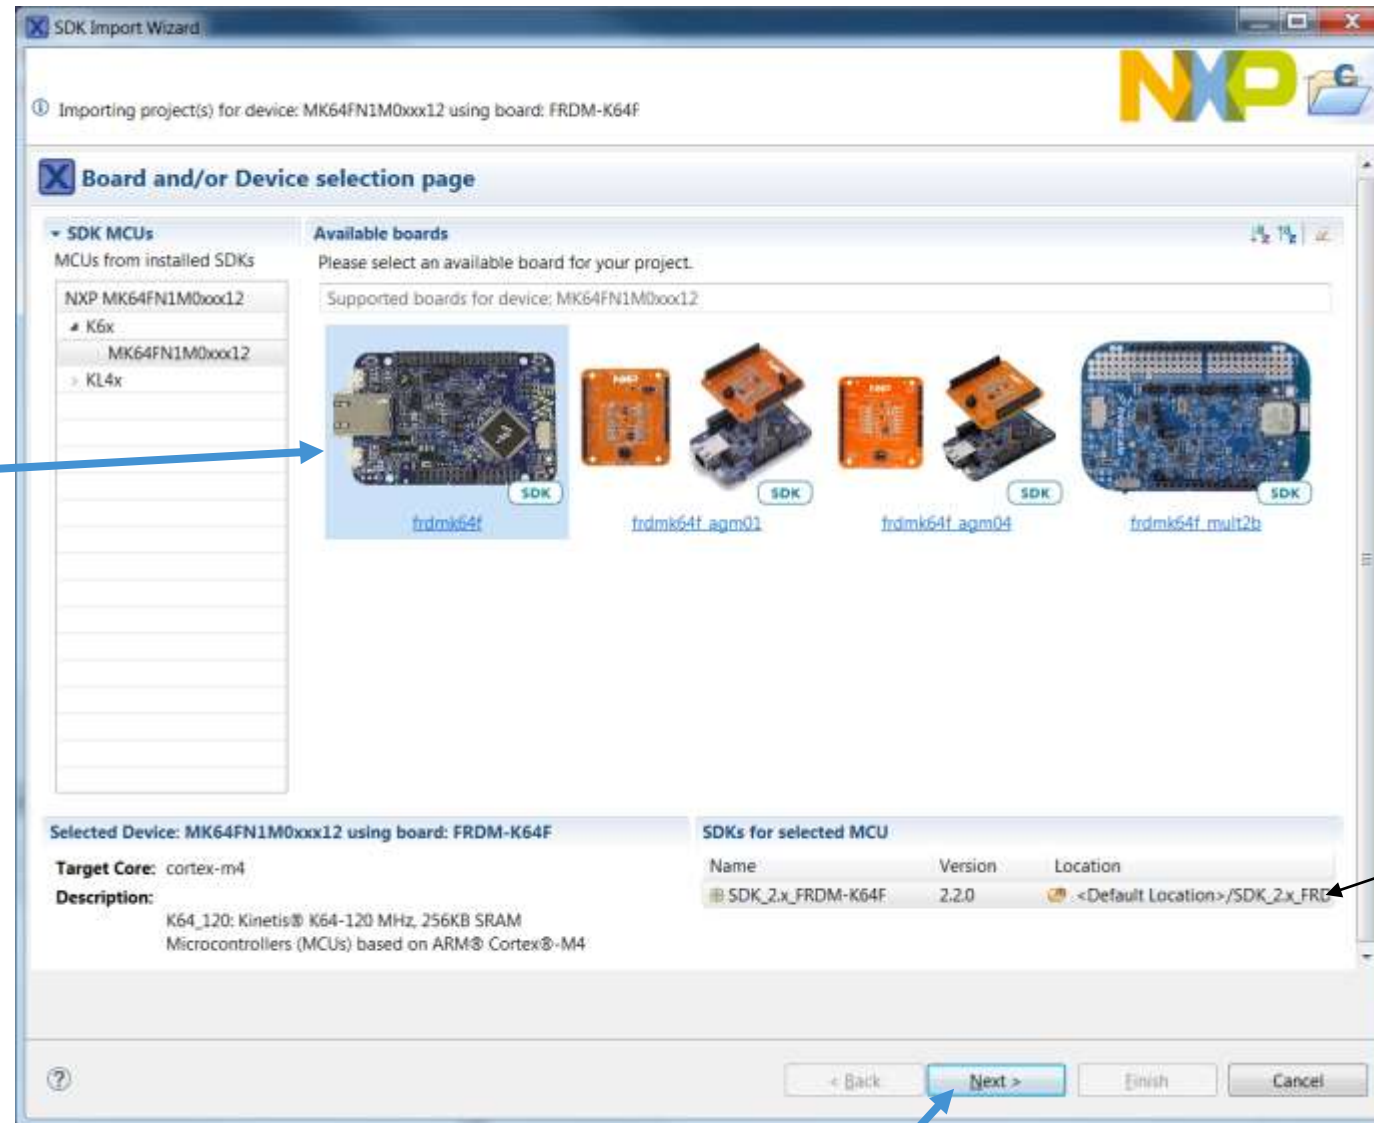 SDK Import Wizard
Importing project(s) for device: MK64FN1M0xxx12 using board: FRDM-K64F
NXP
Board and/or Device selection page
SDK MCUs
MCUs from installed SDKs
NXP MK64FN1M0xxx12
K6x
MK64FN1M0xxx12
KL4x
Available boards
Please select an available board for your project.
Supported boards for device: MK64FN1M0xxx12
SDK
SDK
SDK
SDK
frdmk64f
frdmk64f_agm01
frdmk64f_agm04
frdmk64f_mult2b
Selected Device: MK64FN1M0xxx12 using board: FRDM-K64F
Target Core: cortex-m4
Description:
K64_120: Kinetis® K64-120 MHz, 256KB SRAM
Microcontrollers (MCUs) based on ARM® Cortex®-M4
SDKs for selected MCU
Name Version Location
SDK_2.x_FRDM-K64F 2.2.0 <Default Location>/SDK_2.x_FRD
< Back Next > Finish Cancel